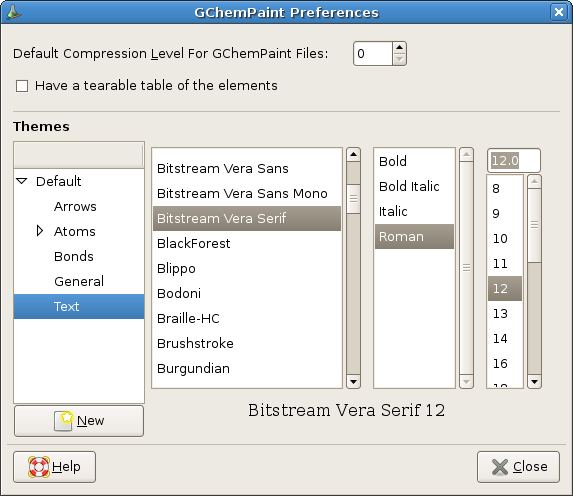 GChemPaint Preferences
Default Compression Level For GChemPaint Files:
0
Have a tearable table of the elements
Themes
Default
Arrows
Atoms
Bonds
General
Text
New
Bitstream Vera Sans
Bitstream Vera Sans Mono
Bitstream Vera Serif
BlackForest
Blippo
Bodoni
Braille-HC
Brushstroke
Burgundian
Bold
Bold Italic
Italic
Roman
12.0
8
9
10
11
12
13
14
16
Bitstream Vera Serif 12
Help
Close